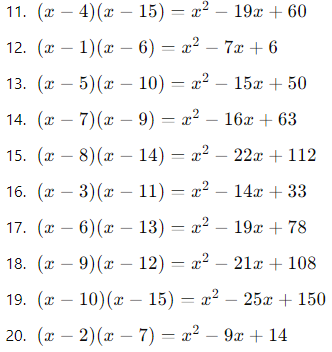 11. (x − 4)(x − 15) = x² − 19x + 60
12. (x − 1)(x − 6) = x² − 7x + 6
13. (x − 5)(x − 10) = x² − 15x + 50
14. (x − 7)(x − 9) = x² − 16x + 63
15. (x − 8)(x − 14) = x² − 22x + 112
16. (x − 3)(x − 11) = x² − 14x + 33
17. (x − 6)(x − 13) = x² − 19x + 78
18. (x − 9)(x − 12) = x² − 21x + 108
19. (x − 10)(x − 15) = x² − 25x + 150
20. (x − 2)(x − 7) = x² − 9x + 14